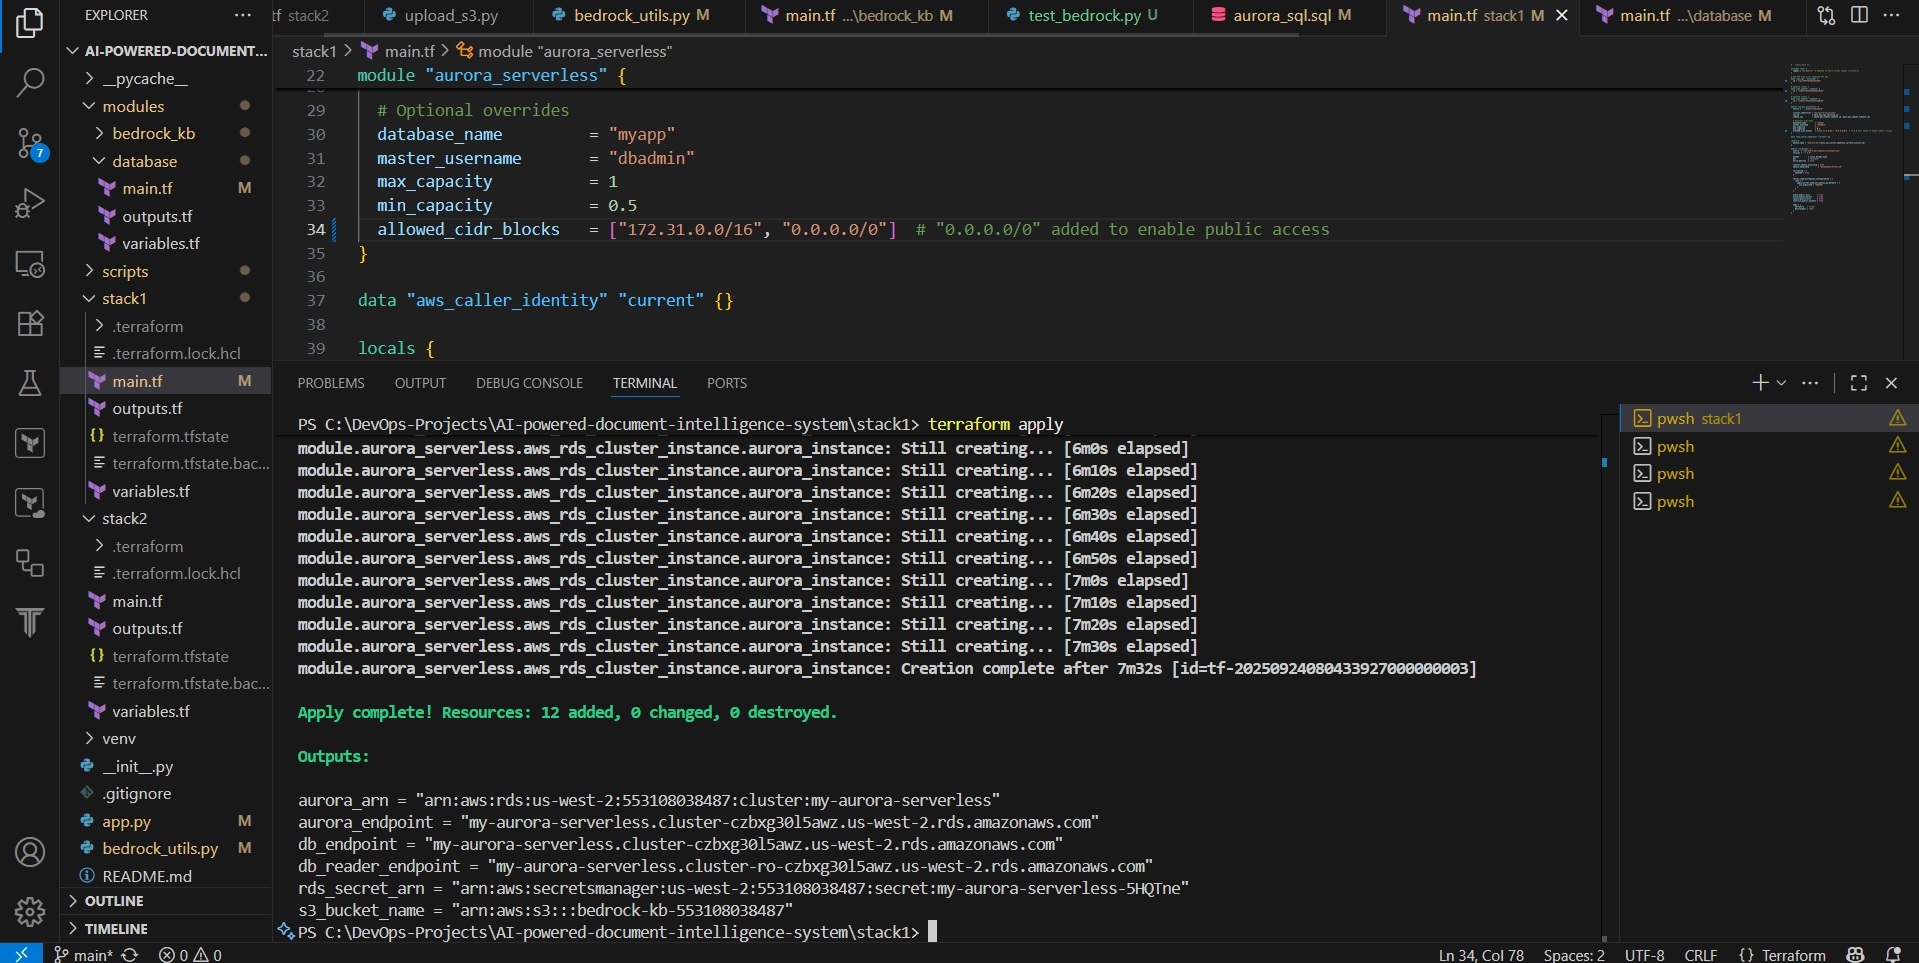 EXPLORER
AI-POWERED-DOCUMENT...
__pycache__
modules
bedrock_kb
database
main.tf M
outputs.tf
variables.tf
scripts
stack1
.terraform
.terraform.lock.hcl
main.tf M
outputs.tf
terraform.tfstate
terraform.tfstate.bac...
variables.tf
stack2
.terraform
.terraform.lock.hcl
main.tf
outputs.tf
terraform.tfstate
terraform.tfstate.bac...
variables.tf
venv
__init__.py
.gitignore
app.py M
bedrock_utils.py M
README.md
OUTLINE
TIMELINE
7
tf stack2
upload_s3.py
bedrock_utils.py M
main.tf ...\bedrock_kb M
test_bedrock.py U
aurora_sql.sql M
main.tf stack1 M
main.tf ...\database M
stack1 > main.tf > module "aurora_serverless"
22 module "aurora_serverless" {
29 # Optional overrides
30 database_name = "myapp"
31 master_username = "dbadmin"
32 max_capacity = 1
33 min_capacity = 0.5
34 allowed_cidr_blocks = ["172.31.0.0/16", "0.0.0.0/0"] # "0.0.0.0/0" added to enable public access
35 }
36
37 data "aws_caller_identity" "current" {}
38
39 locals {
PROBLEMS OUTPUT DEBUG CONSOLE TERMINAL PORTS
PS C:\DevOps-Projects\AI-powered-document-intelligence-system\stack1> terraform apply
module.aurora_serverless.aws_rds_cluster_instance.aurora_instance: Still creating... [6m0s elapsed]
module.aurora_serverless.aws_rds_cluster_instance.aurora_instance: Still creating... [6m10s elapsed]
module.aurora_serverless.aws_rds_cluster_instance.aurora_instance: Still creating... [6m20s elapsed]
module.aurora_serverless.aws_rds_cluster_instance.aurora_instance: Still creating... [6m30s elapsed]
module.aurora_serverless.aws_rds_cluster_instance.aurora_instance: Still creating... [6m40s elapsed]
module.aurora_serverless.aws_rds_cluster_instance.aurora_instance: Still creating... [6m50s elapsed]
module.aurora_serverless.aws_rds_cluster_instance.aurora_instance: Still creating... [7m0s elapsed]
module.aurora_serverless.aws_rds_cluster_instance.aurora_instance: Still creating... [7m10s elapsed]
module.aurora_serverless.aws_rds_cluster_instance.aurora_instance: Still creating... [7m20s elapsed]
module.aurora_serverless.aws_rds_cluster_instance.aurora_instance: Still creating... [7m30s elapsed]
module.aurora_serverless.aws_rds_cluster_instance.aurora_instance: Creation complete after 7m32s [id=tf-20250924080433927000000003]
Apply complete! Resources: 12 added, 0 changed, 0 destroyed.
Outputs:
aurora_arn = "arn:aws:rds:us-west-2:553108038487:cluster:my-aurora-serverless"
aurora_endpoint = "my-aurora-serverless.cluster-czbxg30l5awz.us-west-2.rds.amazonaws.com"
db_endpoint = "my-aurora-serverless.cluster-czbxg30l5awz.us-west-2.rds.amazonaws.com"
db_reader_endpoint = "my-aurora-serverless.cluster-ro-czbxg30l5awz.us-west-2.rds.amazonaws.com"
rds_secret_arn = "arn:aws:secretsmanager:us-west-2:553108038487:secret:my-aurora-serverless-5HQTne"
s3_bucket_name = "arn:aws:s3:::bedrock-kb-553108038487"
PS C:\DevOps-Projects\AI-powered-document-intelligence-system\stack1>
pwsh stack1
pwsh
pwsh
pwsh
main* 0 0
Ln 34, Col 78 Spaces: 2 UTF-8 CRLF {} Terraform